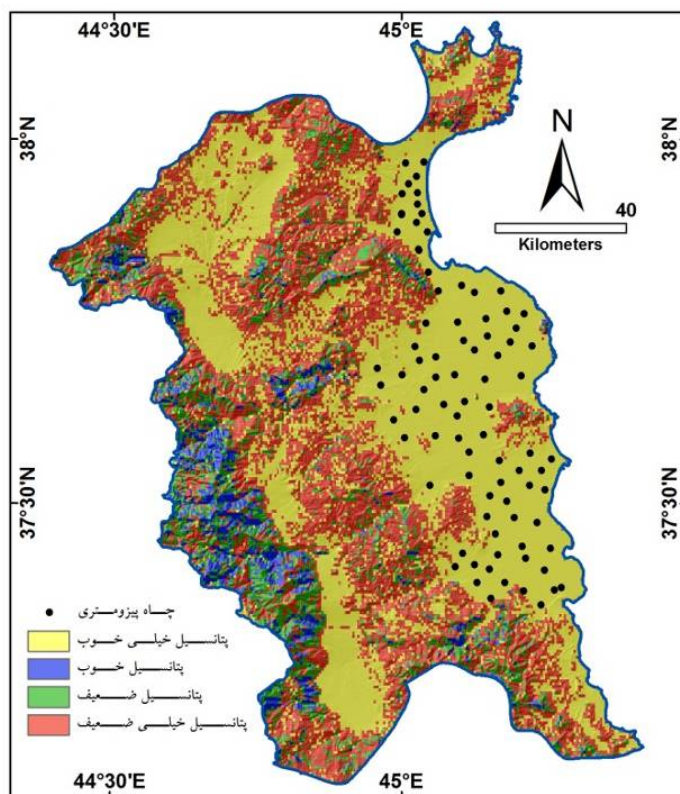 44°30'E 45°E
38°N 38°N
N
40
Kilometers
37°30'N 37°30'N
چاه پیزومتری
پتانسیل خیلی خوب
پتانسیل خوب
پتانسیل ضعیف
پتانسیل خیلی ضعیف
44°30'E 45°E